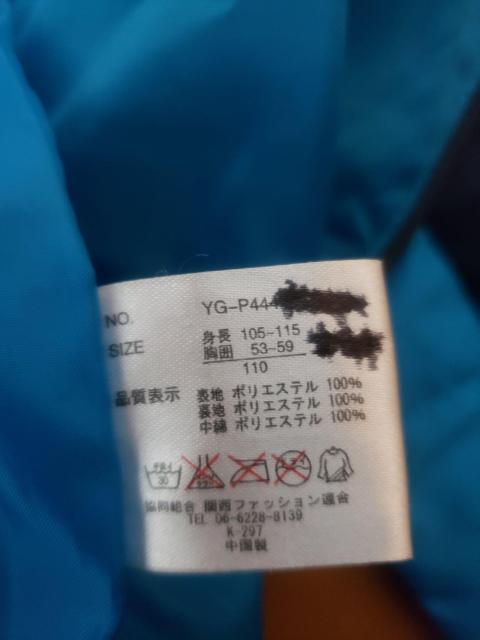 NO. YG-P44
SIZE 身長 105~115
胸囲 53~59
110
品質表示 表地 ポリエステル 100%
裏地 ポリエステル 100%
中綿 ポリエステル 100%
手洗イ
30
協同組合 関西ファッション連合
TEL 06-6228-8139
K-297
中国製